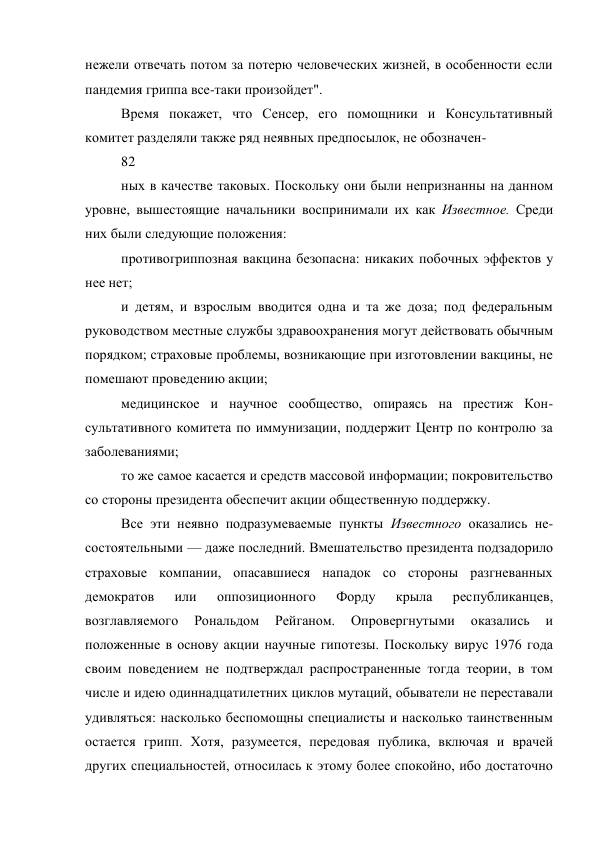 нежели отвечать потом за потерю человеческих жизней, в особенности если
пандемия гриппа все-таки произойдет".
Время покажет, что Сенсер, его помощники и Консультативный
комитет разделяли также ряд неявных предпосылок, не обозначен-
82
ных в качестве таковых. Поскольку они были непризнанны на данном
уровне, вышестоящие начальники воспринимали их как Известное. Среди
них были следующие положения:
противогриппозная вакцина безопасна: никаких побочных эффектов у
нее нет;
и детям, и взрослым вводится одна и та же доза; под федеральным
руководством местные службы здравоохранения могут действовать обычным
порядком; страховые проблемы, возникающие при изготовлении вакцины, не
помешают проведению акции;
медицинское и научное сообщество, опираясь на престиж Кон-
сультативного комитета по иммунизации, поддержит Центр по контролю за
заболеваниями;
то же самое касается и средств массовой информации; покровительство
со стороны президента обеспечит акции общественную поддержку.
Все эти неявно подразумеваемые пункты Известного оказались не-
состоятельными — даже последний. Вмешательство президента подзадорило
страховые компании, опасавшиеся нападок со стороны разгневанных
демократов или оппозиционного Форду крыла республиканцев,
возглавляемого Рональдом Рейганом. Опровергнутыми оказались и
положенные в основу акции научные гипотезы. Поскольку вирус 1976 года
своим поведением не подтверждал распространенные тогда теории, в том
числе и идею одиннадцатилетних циклов мутаций, обыватели не переставали
удивляться: насколько беспомощны специалисты и насколько таинственным
остается грипп. Хотя, разумеется, передовая публика, включая и врачей
других специальностей, относилась к этому более спокойно, ибо достаточно